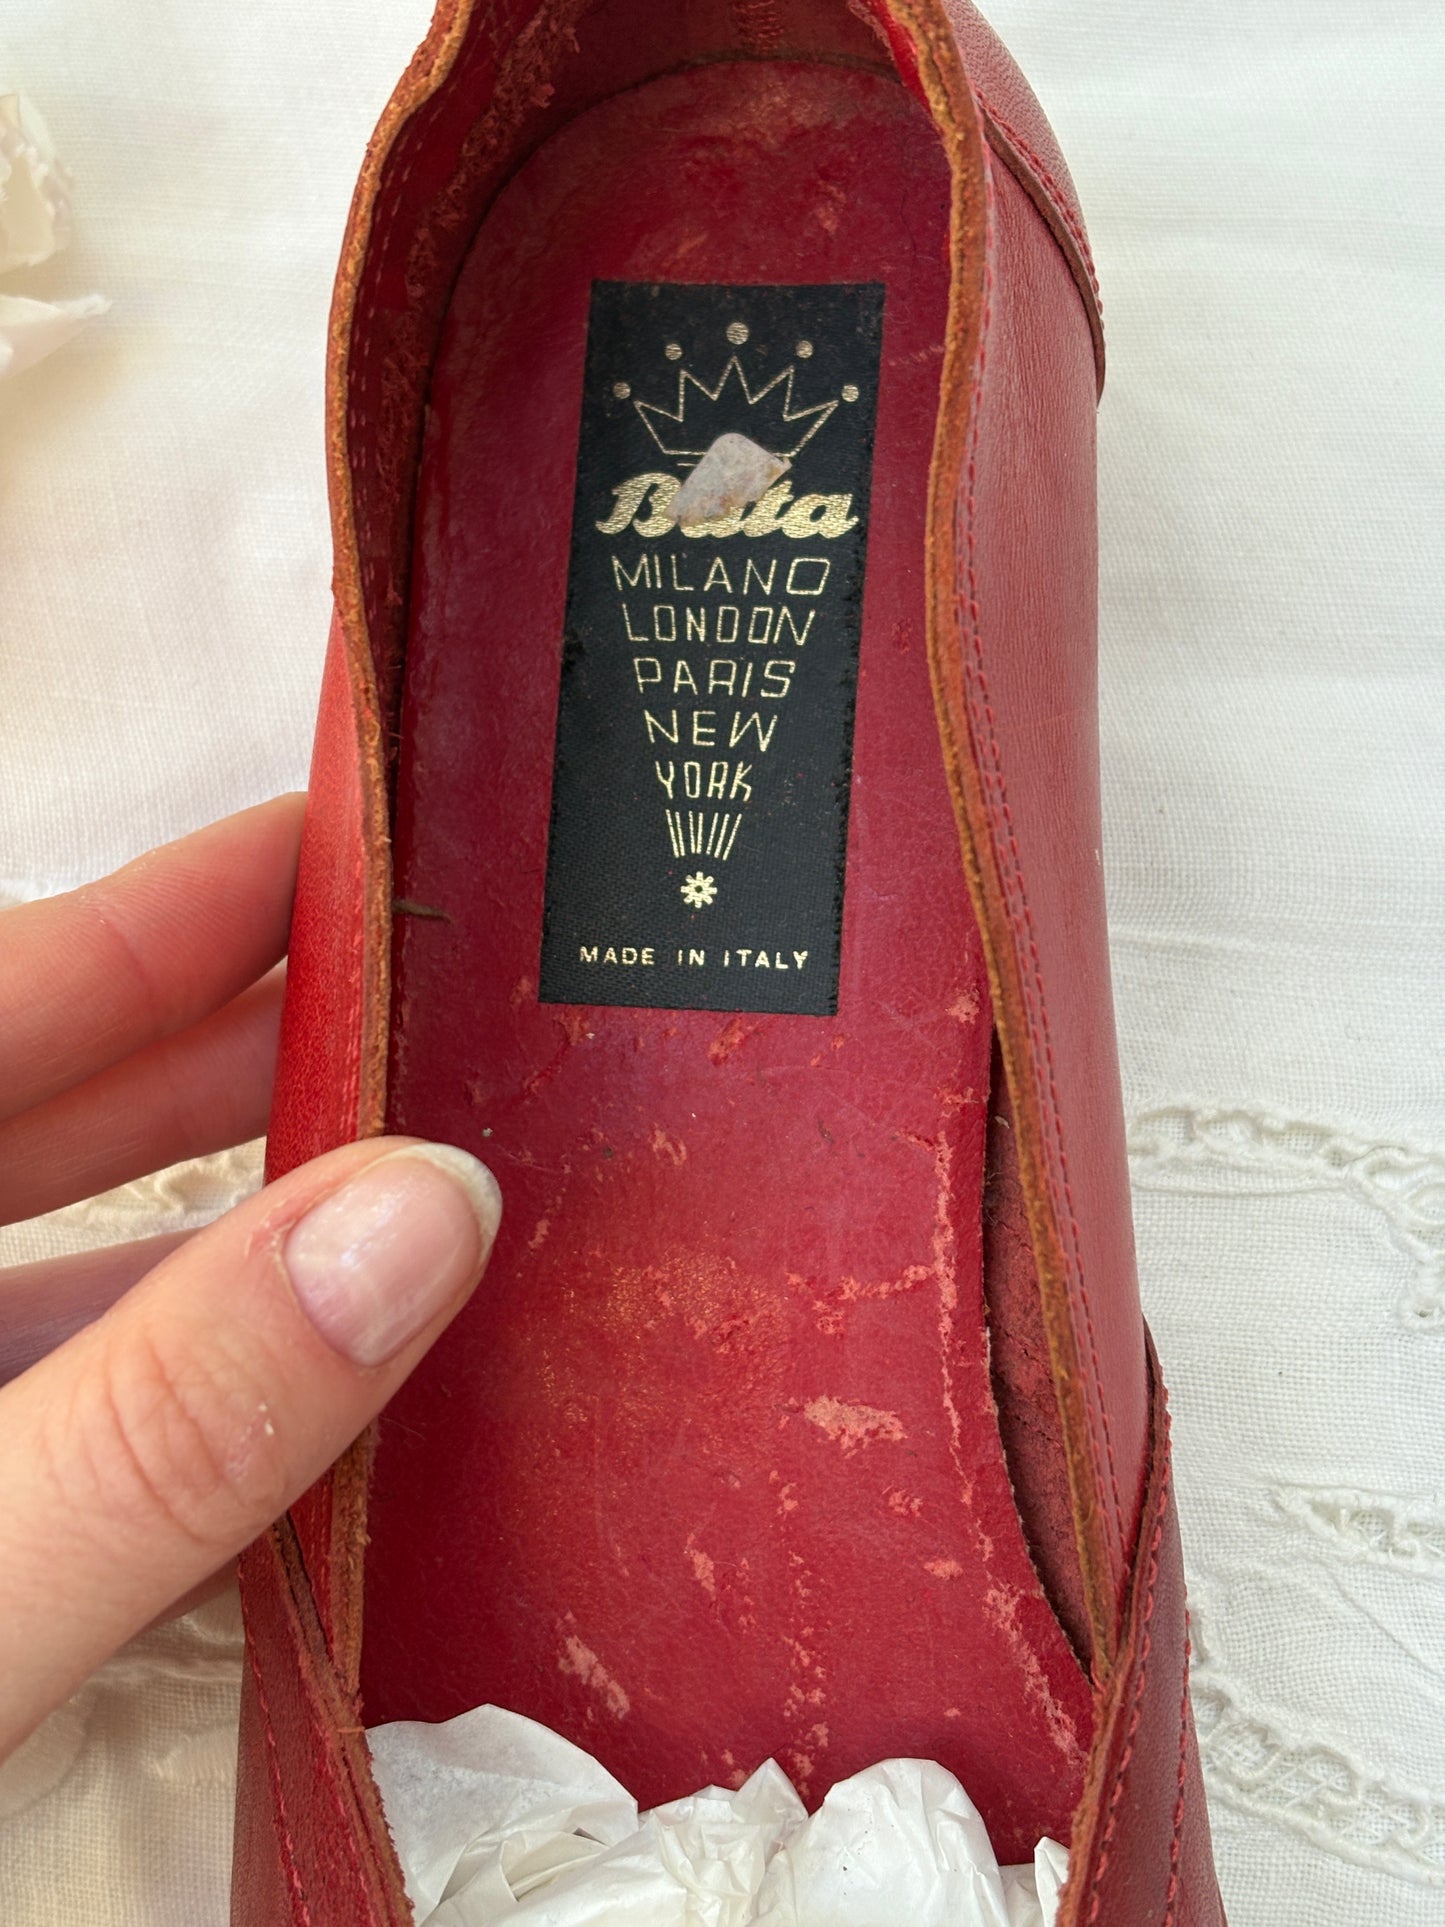 Bata
MILANO
LONDON
PARIS
NEW
YORK
MADE IN ITALY